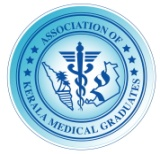 ASSOCIATION OF
KERALA MEDICAL GRADUATES